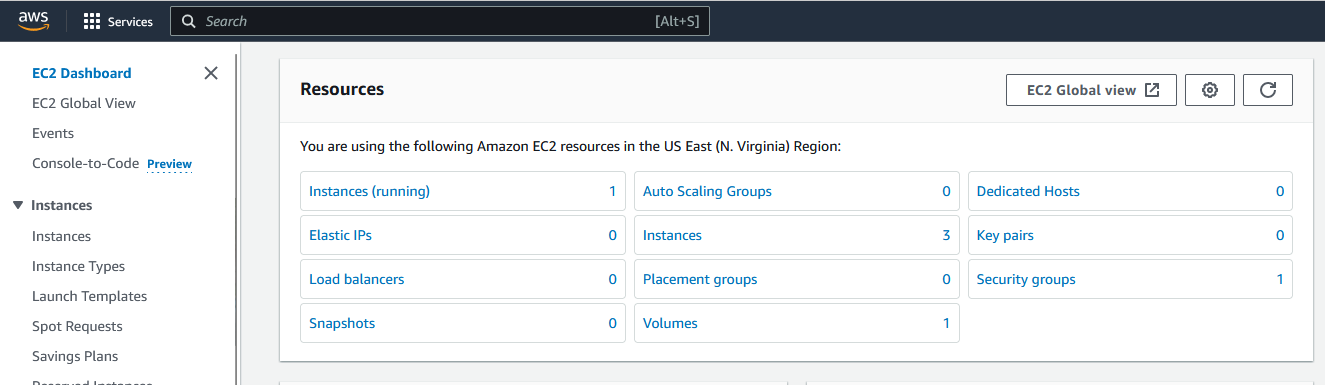 aws Services Search [Alt+S]
EC2 Dashboard
EC2 Global View
Events
Console-to-Code Preview
Instances
Instances
Instance Types
Launch Templates
Spot Requests
Savings Plans
Reserved Instances
Resources
EC2 Global view
You are using the following Amazon EC2 resources in the US East (N. Virginia) Region:
Instances (running) 1 Auto Scaling Groups 0 Dedicated Hosts 0
Elastic IPs 0 Instances 3 Key pairs 0
Load balancers 0 Placement groups 0 Security groups 1
Snapshots 0 Volumes 1